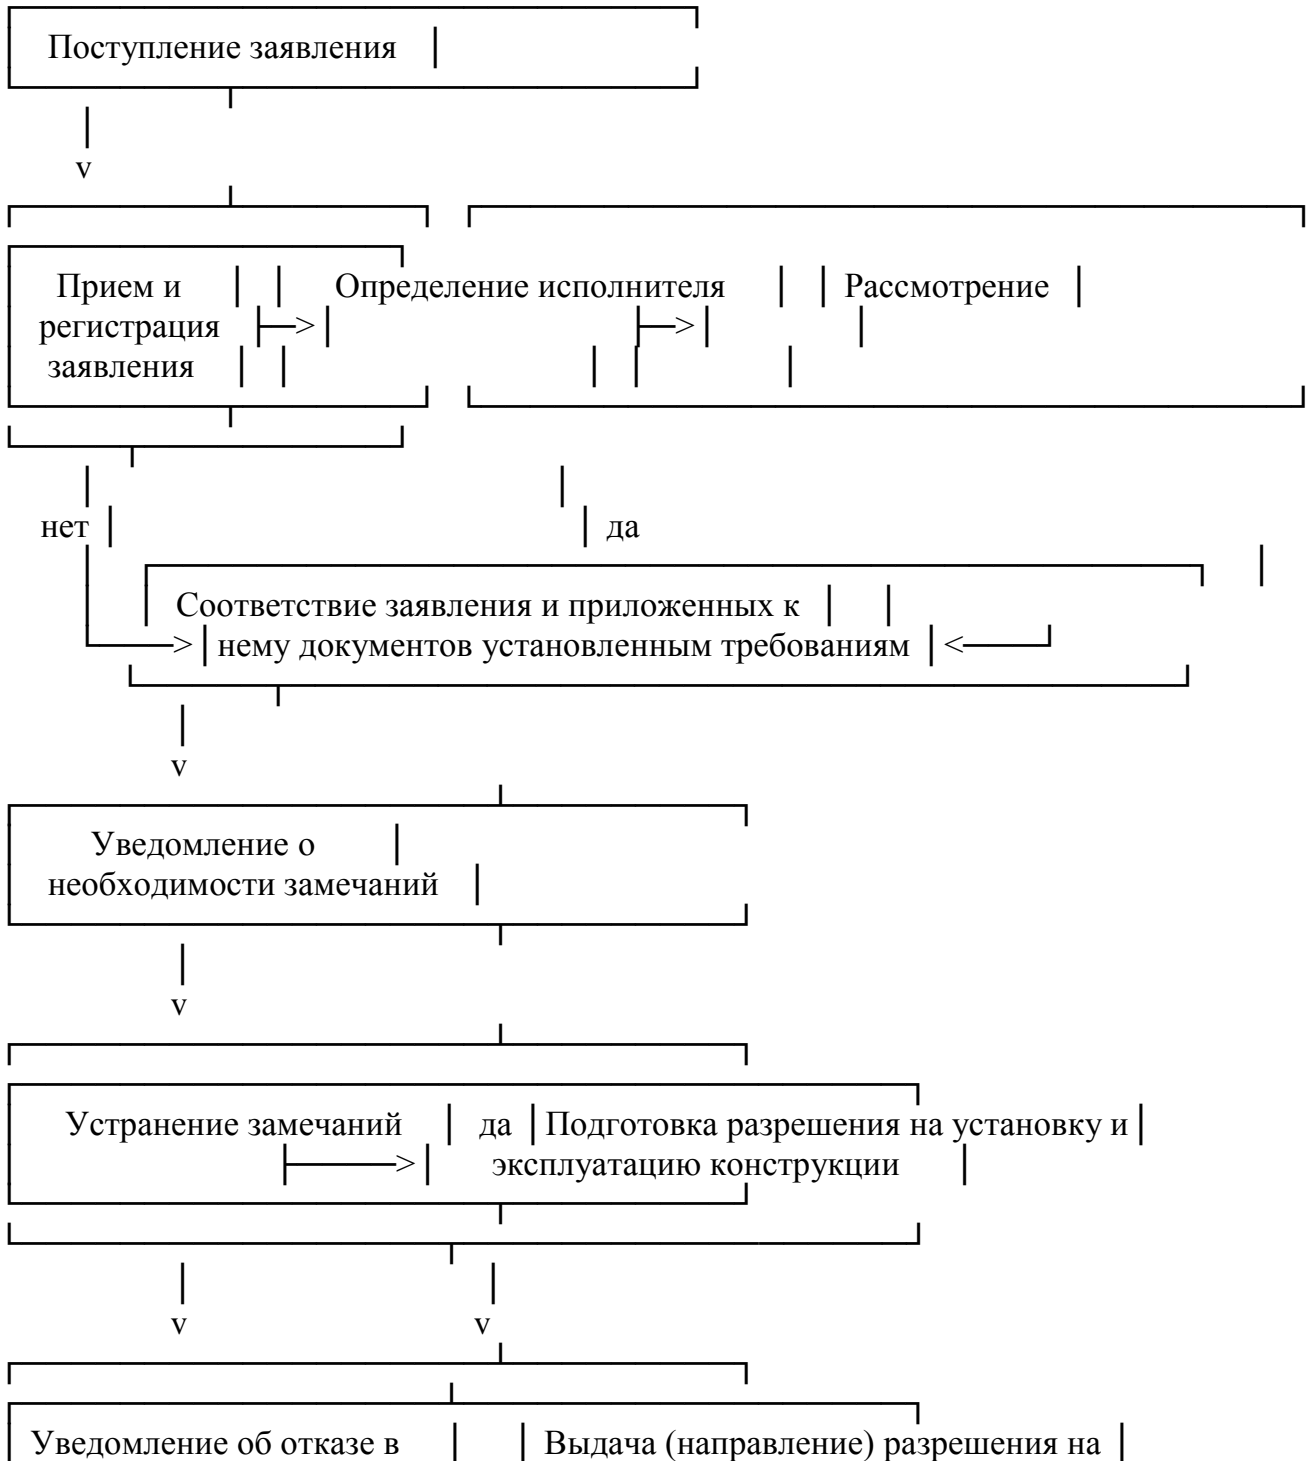 Поступление заявления
v
Прием и Определение исполнителя Рассмотрение
регистрация
заявления
нет да
Соответствие заявления и приложенных к
нему документов установленным требованиям
v
Уведомление о
необходимости замечаний
v
Устранение замечаний да Подготовка разрешения на установку и
эксплуатацию конструкции
v v
Уведомление об отказе в Выдача (направление) разрешения на